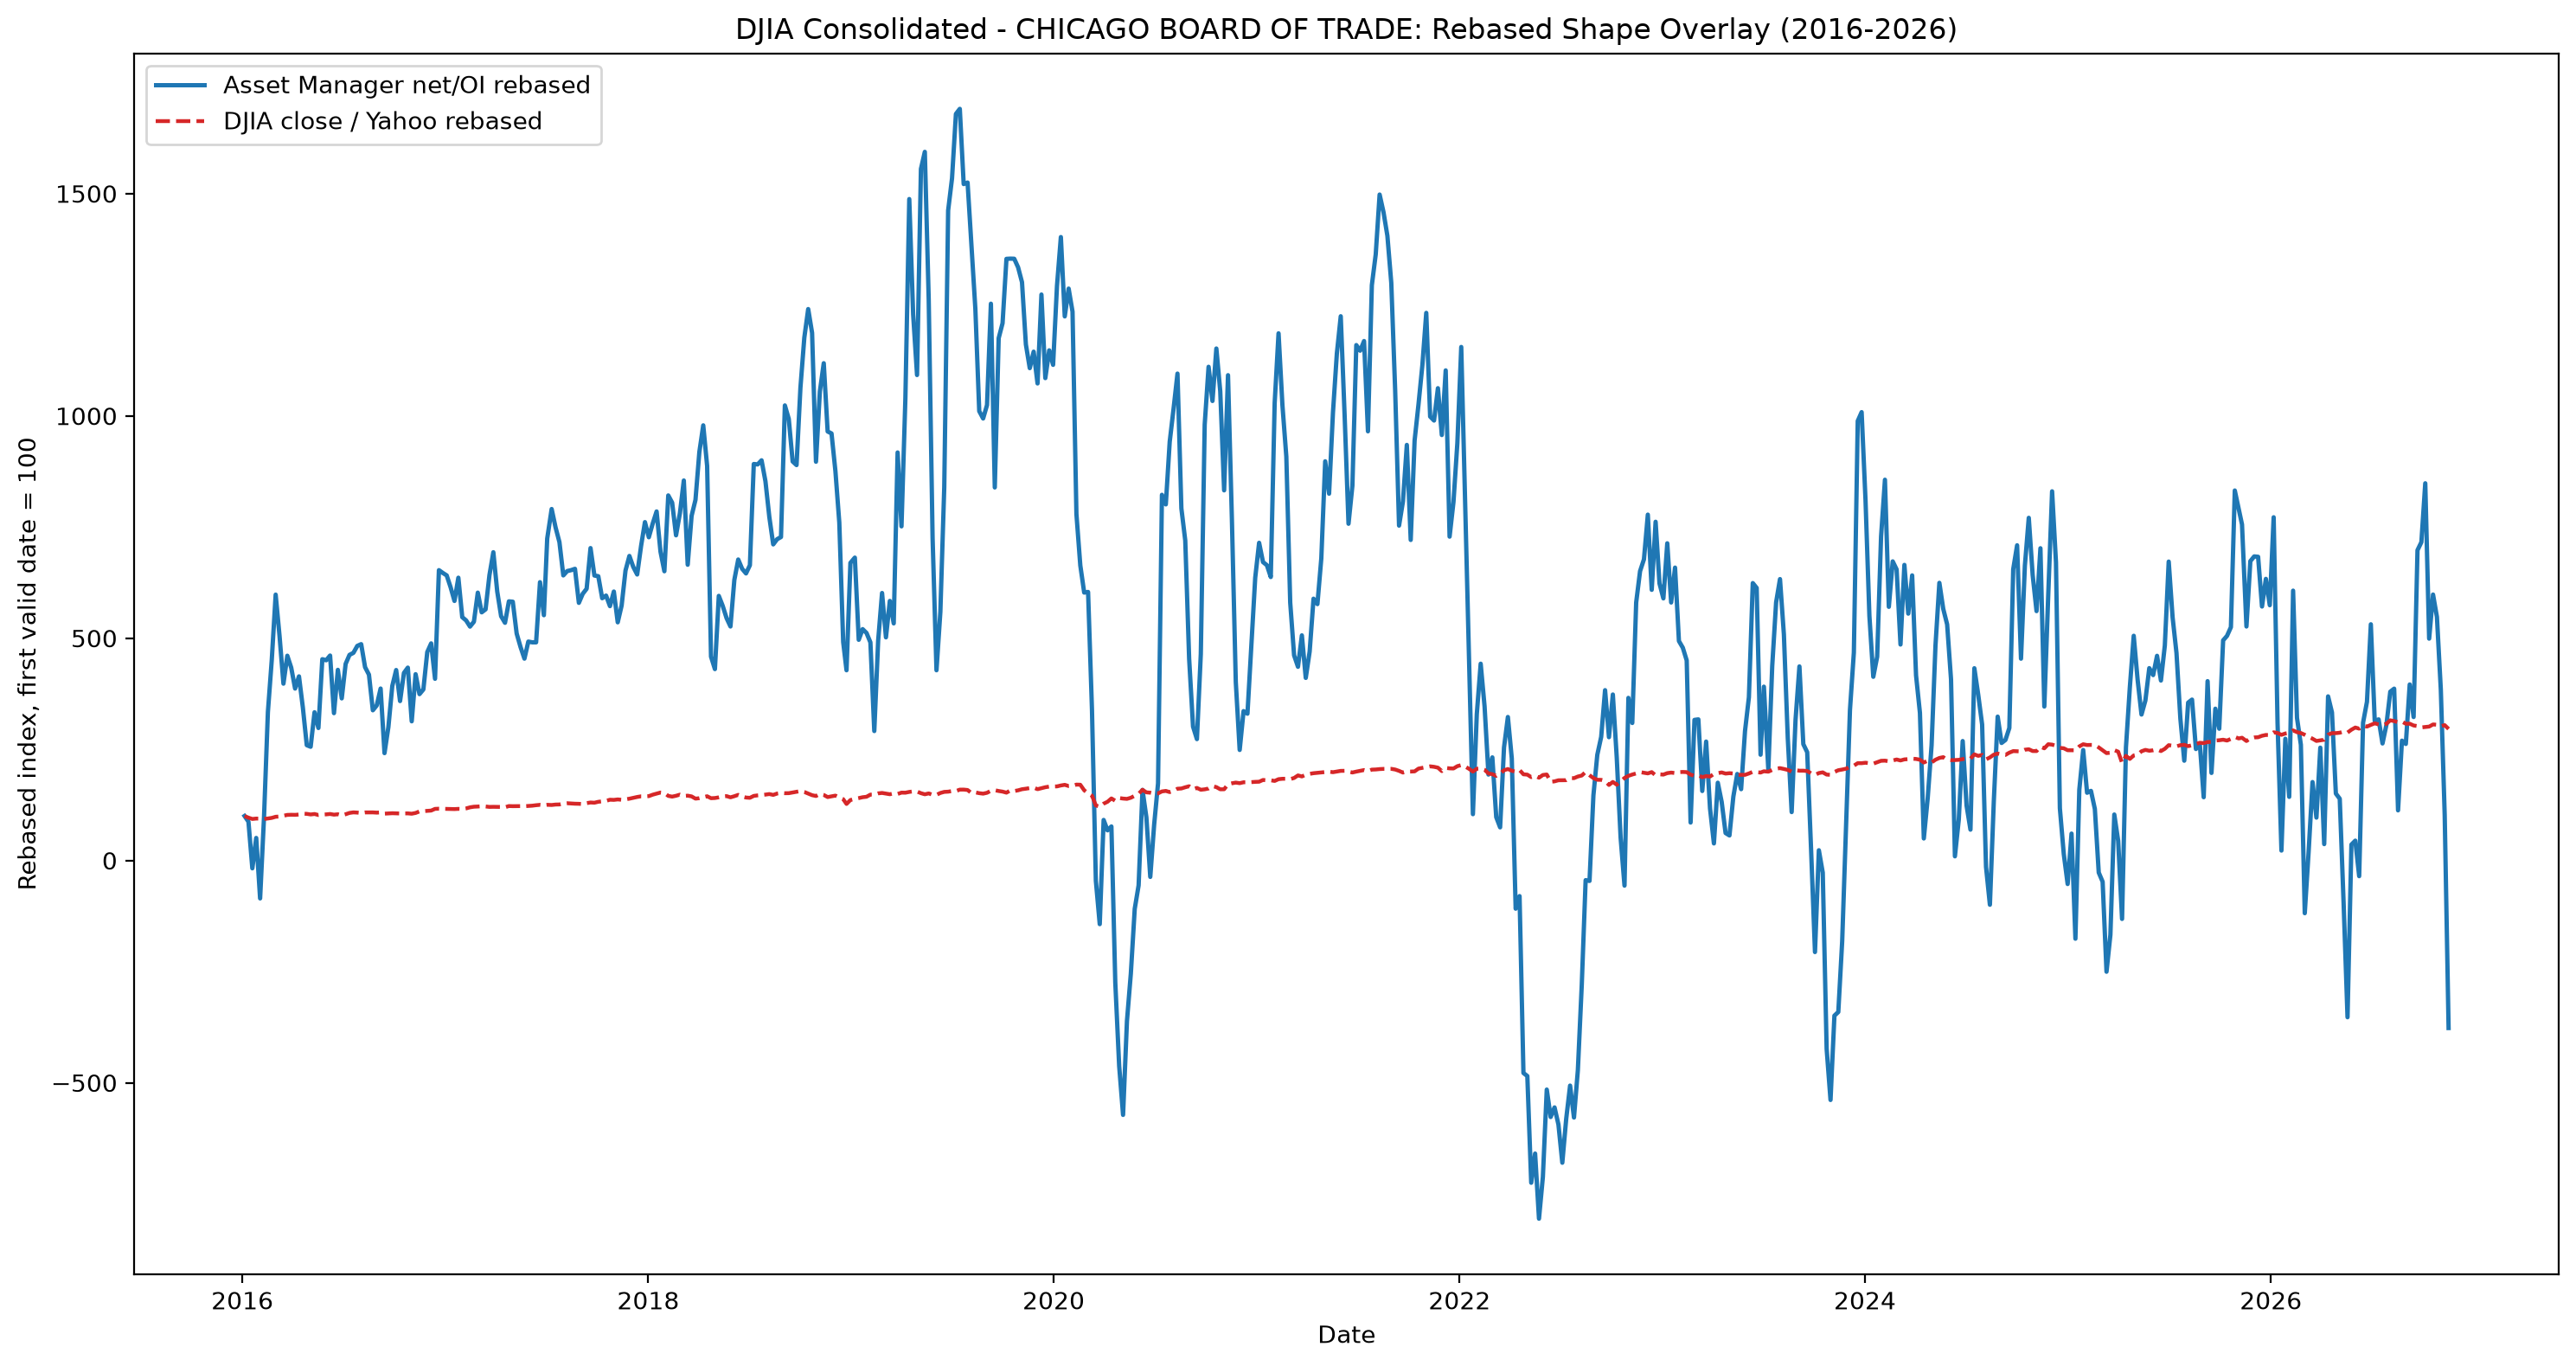 DJIA Consolidated - CHICAGO BOARD OF TRADE: Rebased Shape Overlay (2016-2026)
Asset Manager net/OI rebased
DJIA close / Yahoo rebased
Rebased index, first valid date = 100
1500
1000
500
0
−500
2016 2018 2020 2022 2024 2026
Date